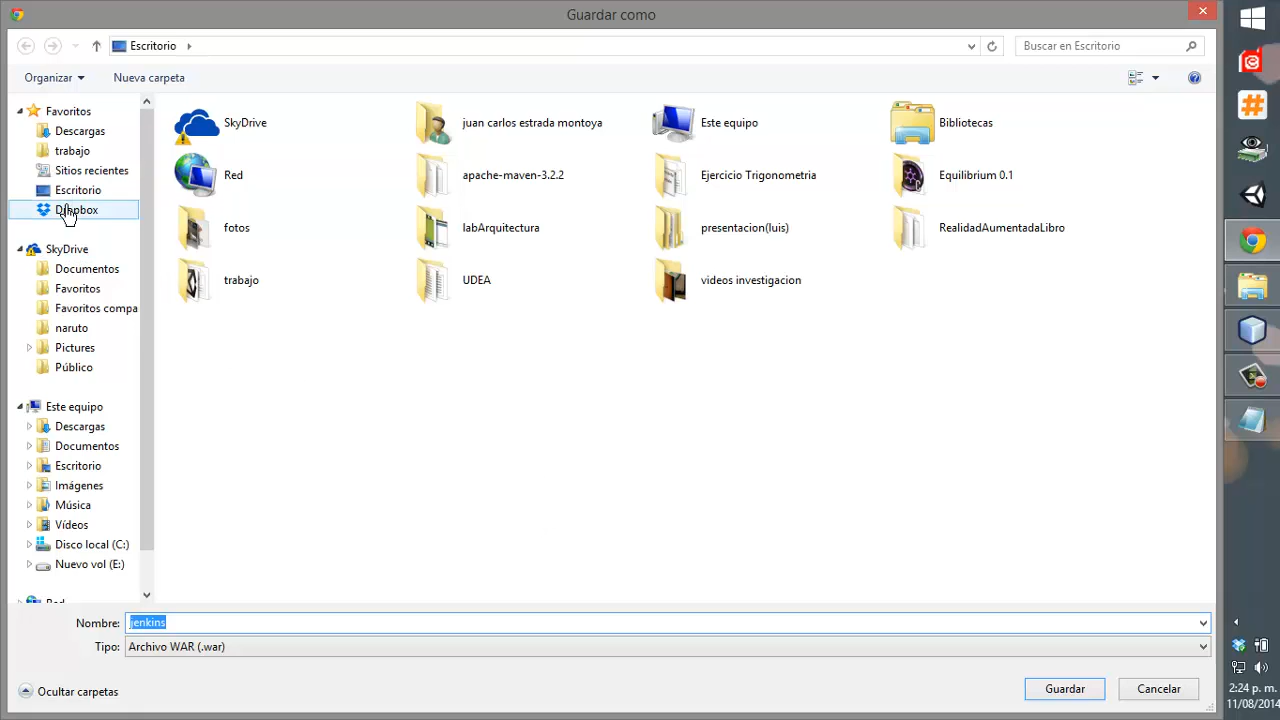 Guardar como
Escritorio
Buscar en Escritorio
Organizar
Nueva carpeta
Favoritos
Descargas
trabajo
Sitios recientes
Escritorio
Dropbox
SkyDrive
Documentos
Favoritos
Favoritos compa
naruto
Pictures
Público
Este equipo
Descargas
Documentos
Escritorio
Imágenes
Música
Vídeos
Disco local (C:)
Nuevo vol (E:)
Red
SkyDrive
juan carlos estrada montoya
Este equipo
Bibliotecas
Red
apache-maven-3.2.2
Ejercicio Trigonometria
Equilibrium 0.1
fotos
labArquitectura
presentacion(luis)
RealidadAumentadaLibro
trabajo
UDEA
videos investigacion
Nombre: jenkins
Tipo: Archivo WAR (.war)
Ocultar carpetas
Guardar
Cancelar
2:24 p. m.
11/08/2014